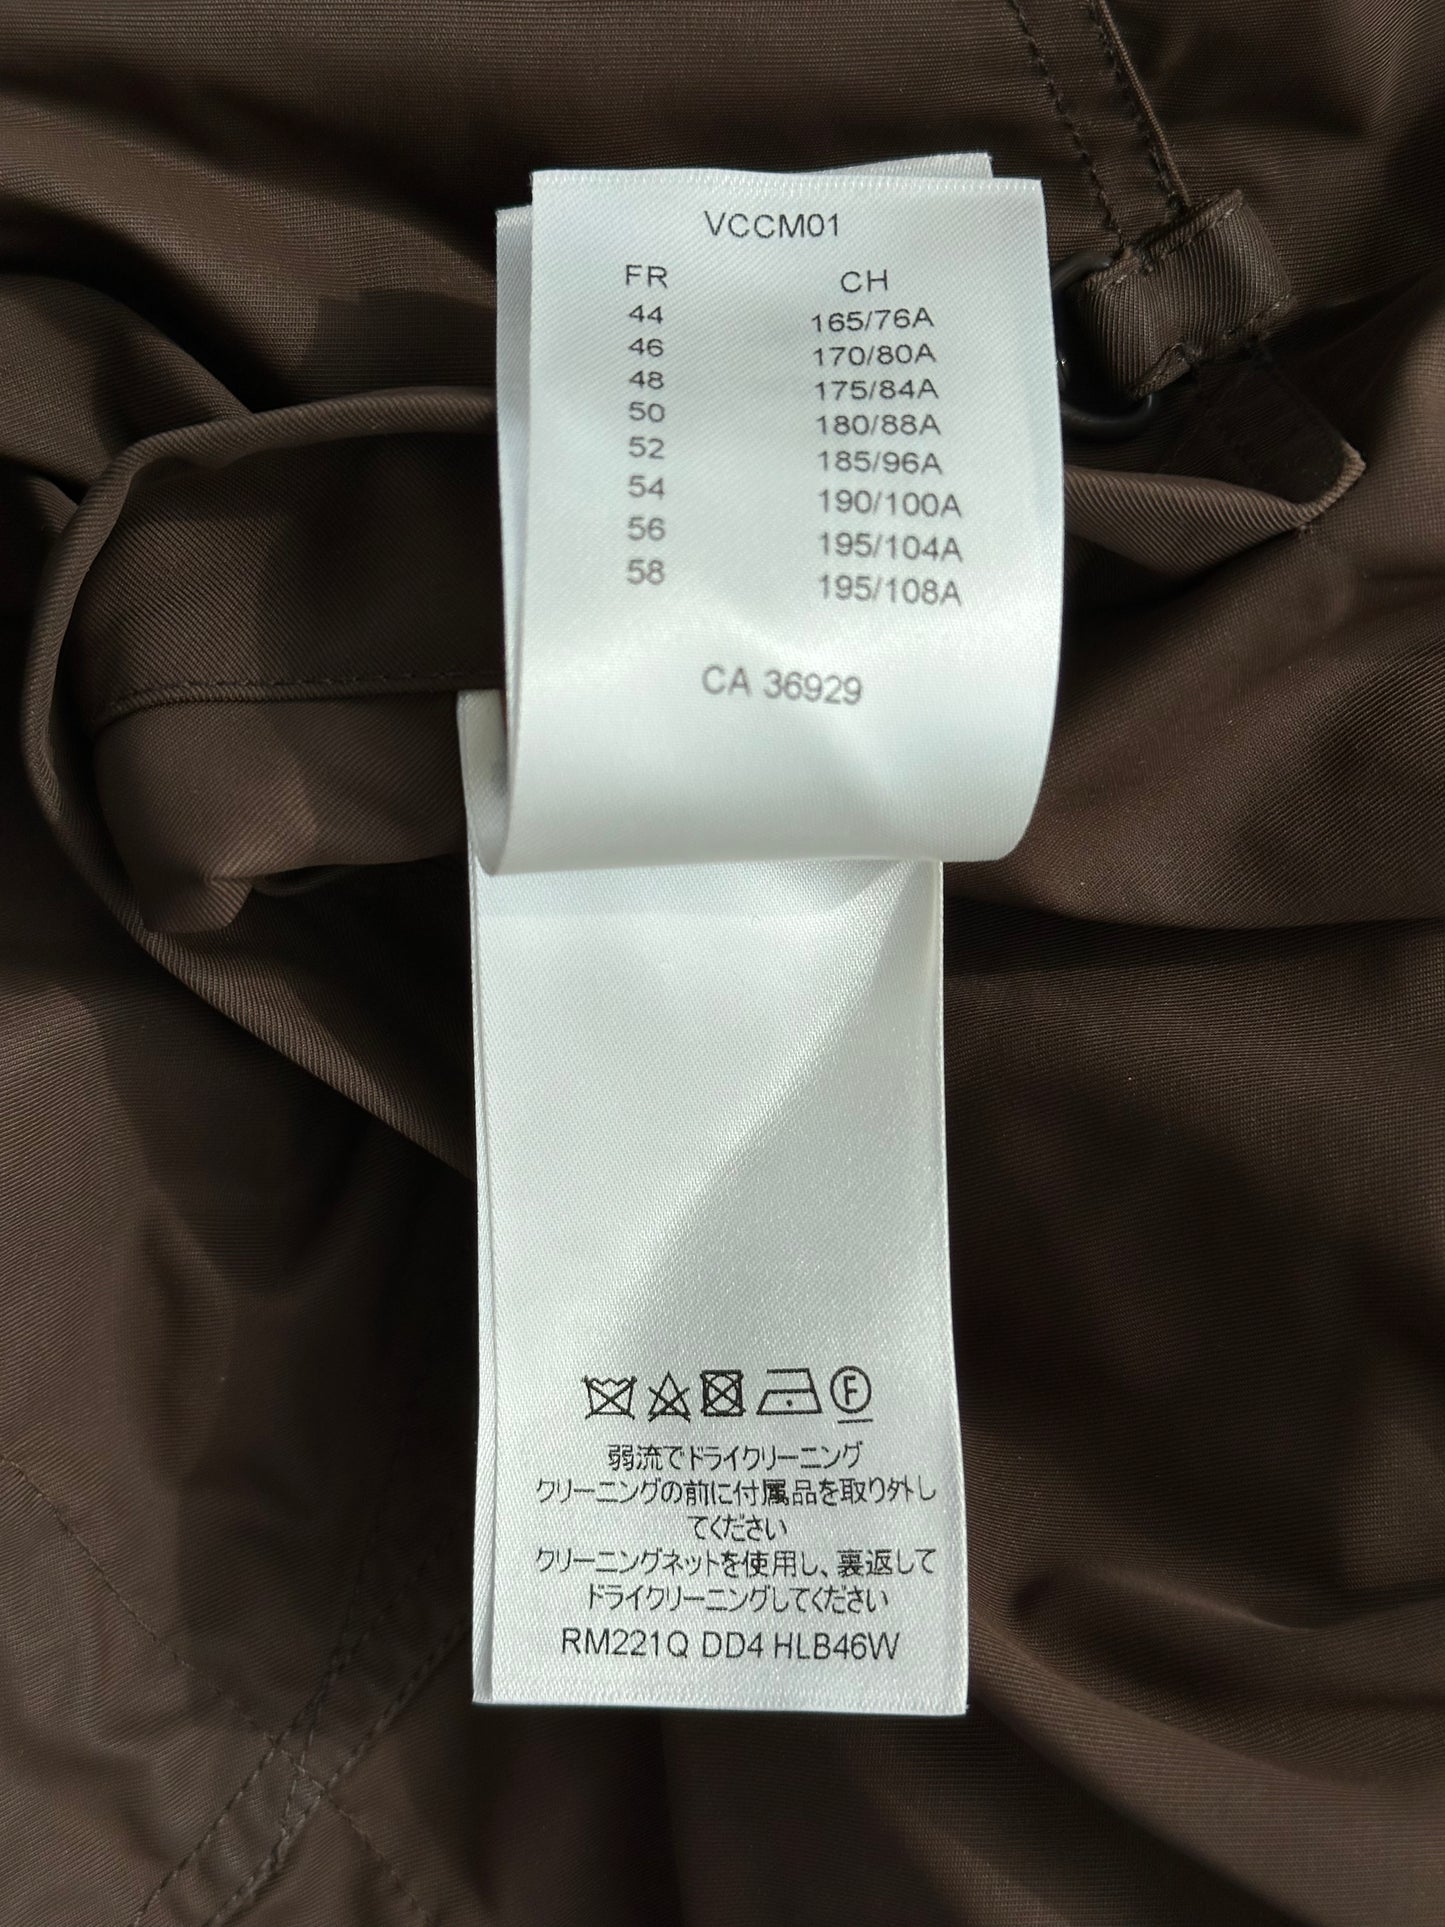 VCCM01
FR CH
44 165/76A
46 170/80A
48 175/84A
50 180/88A
52 185/96A
54 190/100A
56 195/104A
58 195/108A
CA 36929
F
弱流でドライクリーニング
クリーニングの前に付属品を取り外し
てください
クリーニングネットを使用し、裏返して
ドライクリーニングしてください
RM221Q DD4 HLB46W